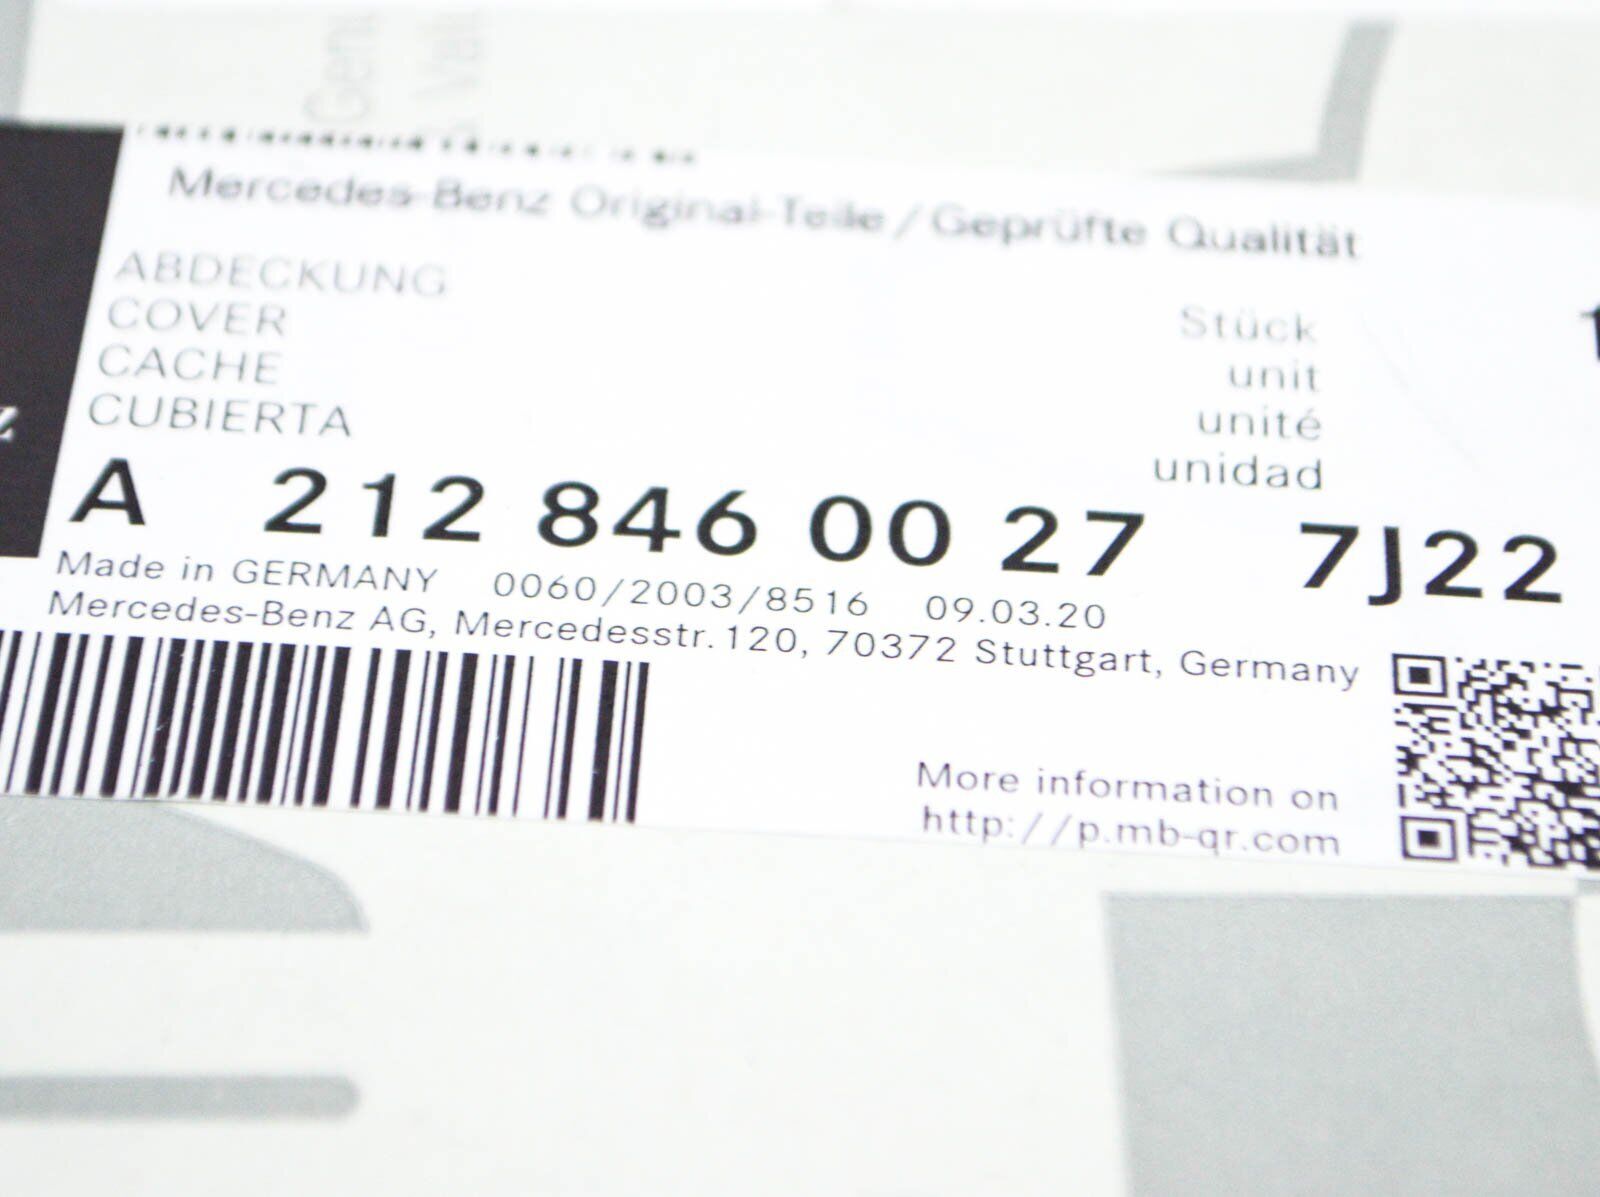 Mercedes-Benz Original-Teile / Geprüfte Qualität
ABDECKUNG
COVER
CACHE
CUBIERTA
Stück
unit
unité
unidad
A 212 846 00 27 7J22
Made in GERMANY 0060/2003/8516 09.03.20
Mercedes-Benz AG, Mercedesstr. 120, 70372 Stuttgart, Germany
More information on
http://p.mb-qr.com